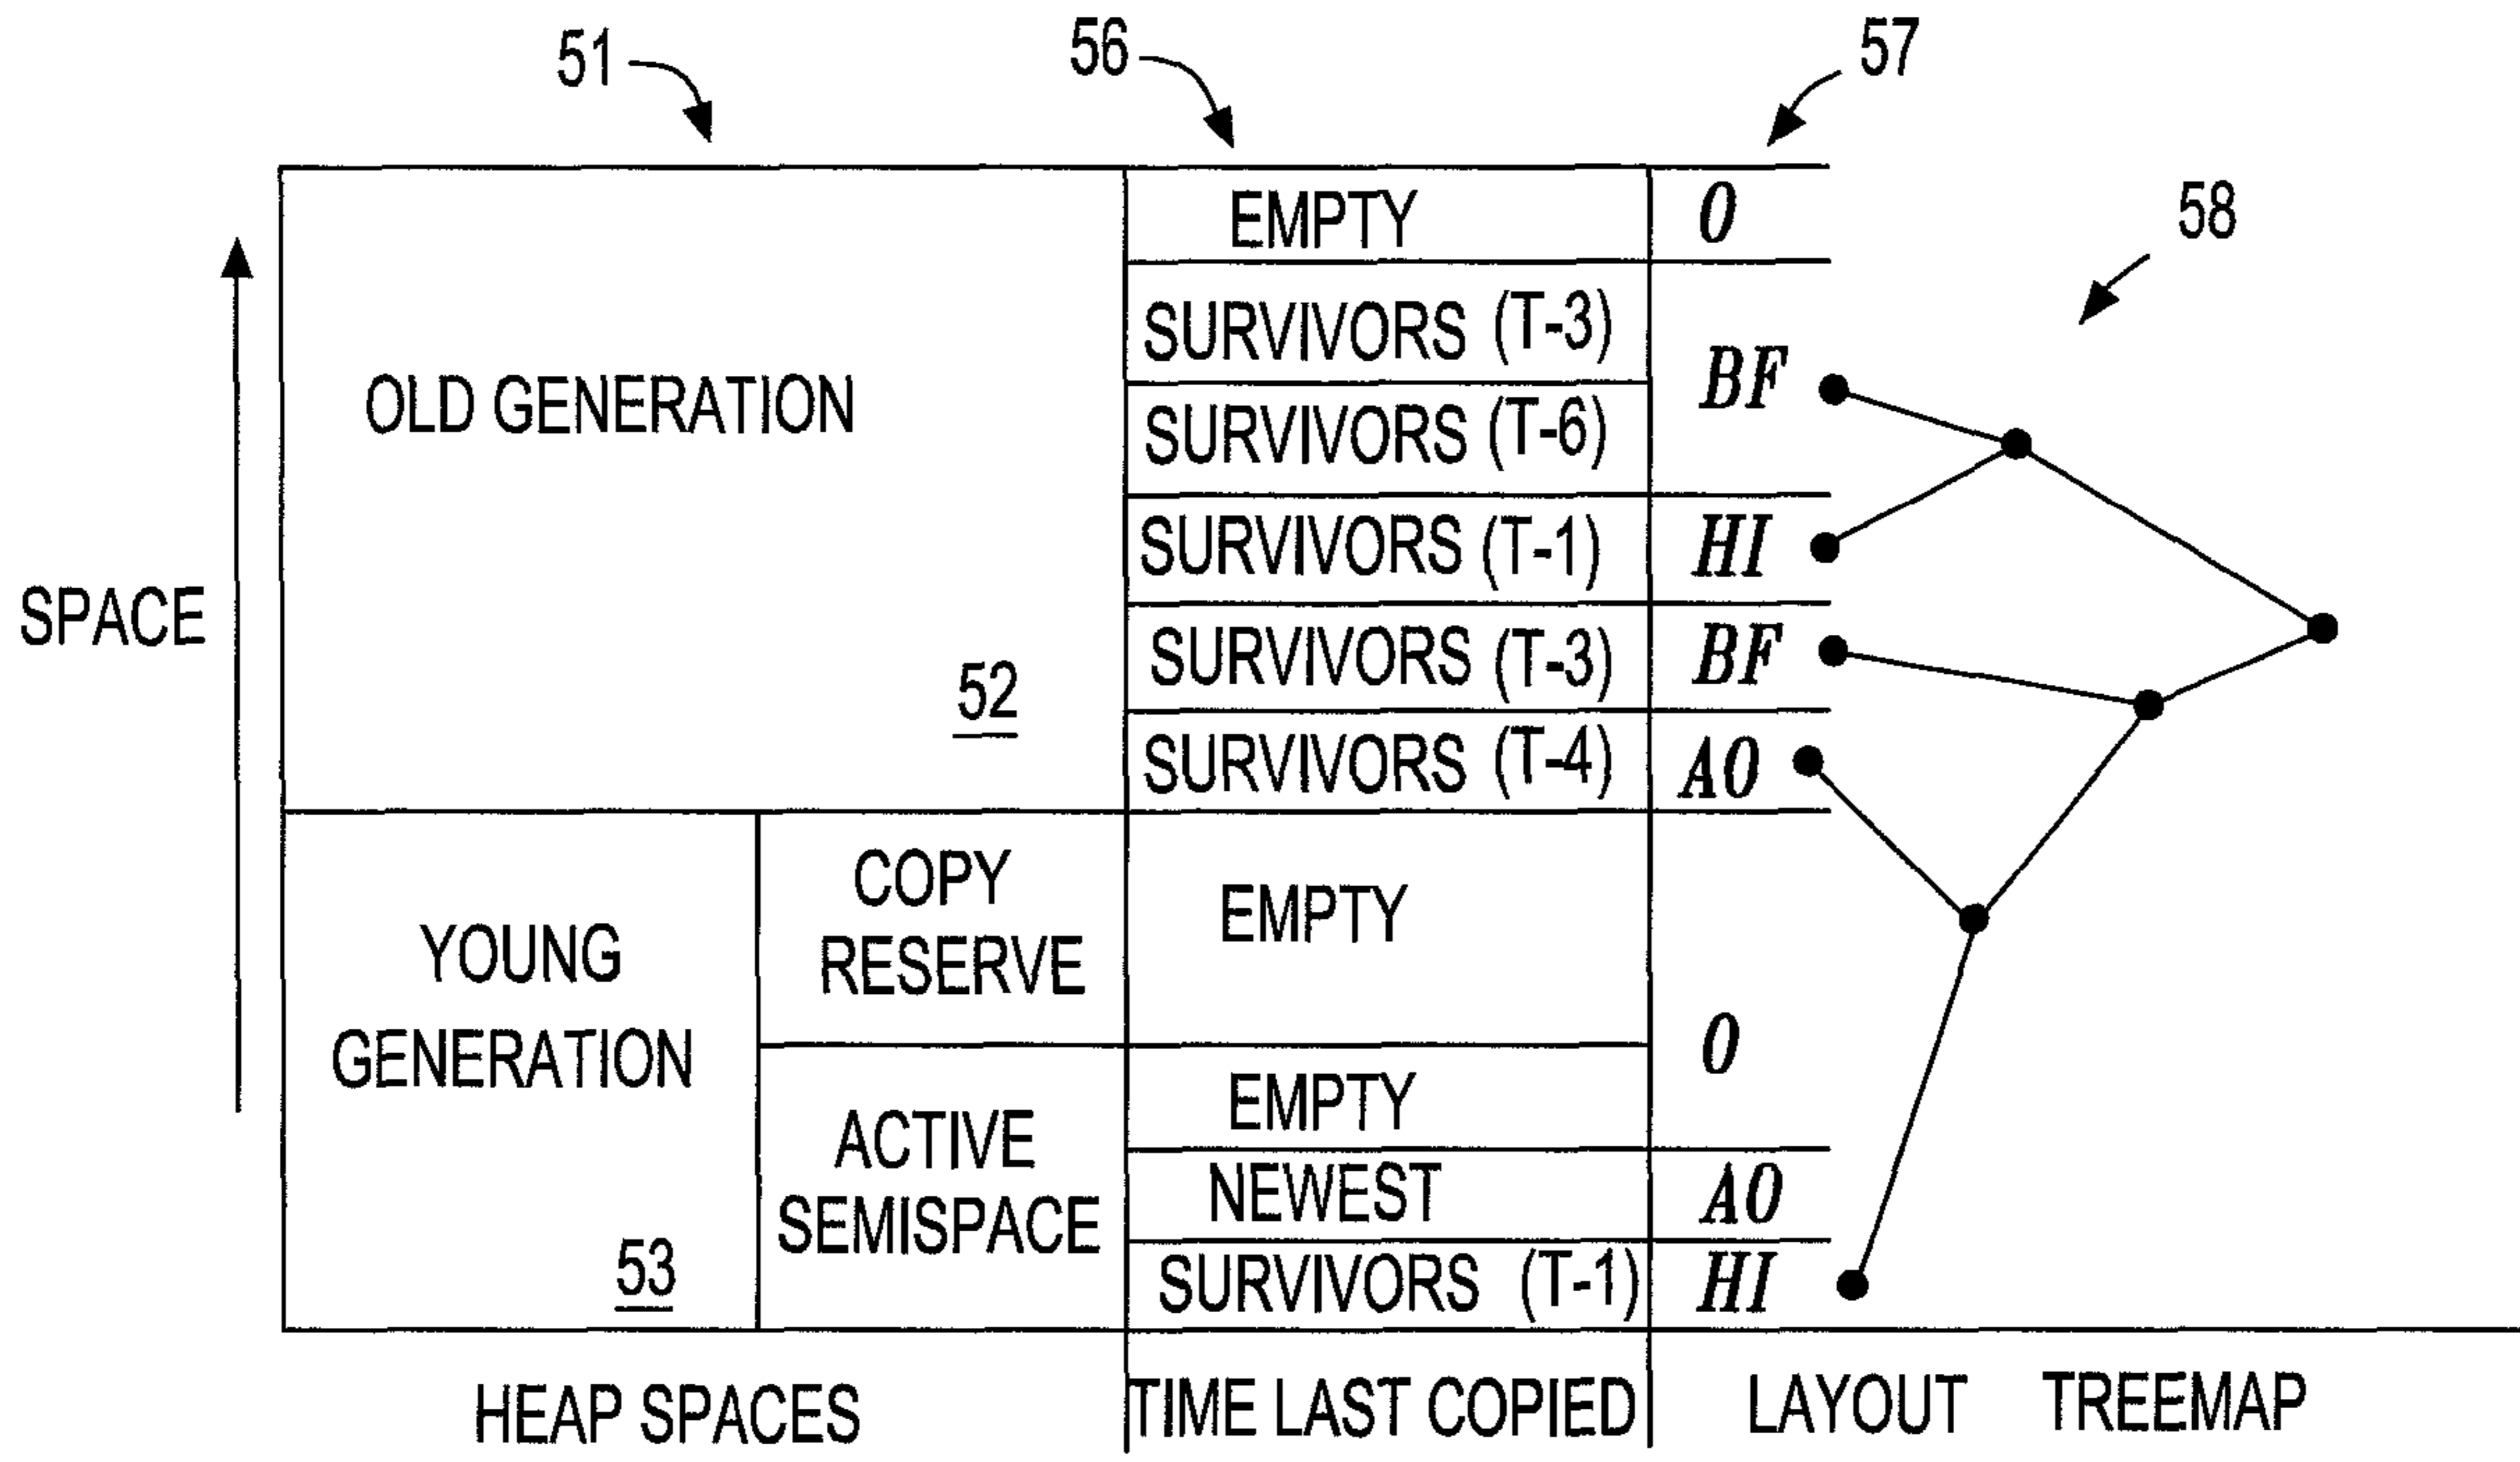 51
56
57
58
EMPTY
0
SURVIVORS (T-3)
BF
OLD GENERATION
SURVIVORS (T-6)
SURVIVORS (T-1)
HI
SPACE
SURVIVORS (T-3)
BF
52
SURVIVORS (T-4)
AO
COPY
RESERVE
EMPTY
YOUNG
GENERATION
0
EMPTY
ACTIVE
SEMISPACE
NEWEST
AO
53
SURVIVORS (T-1)
HI
HEAP SPACES
TIME LAST COPIED
LAYOUT
TREEMAP